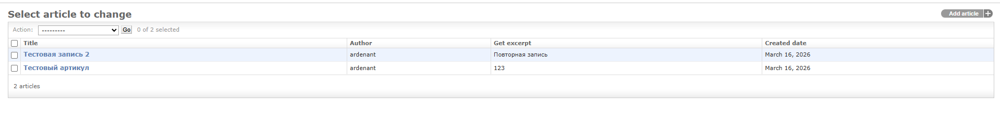 Select article to change
Add article +
Action: --------- Go 0 of 2 selected
Title Author Get excerpt Created date
Тестовая запись 2 ardenant Повторная запись March 16, 2026
Тестовый артикул ardenant 123 March 16, 2026
2 articles